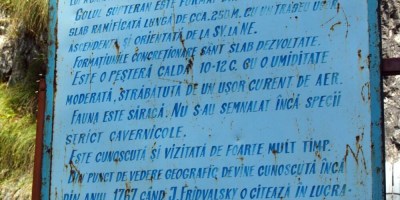 GOLUL SUBTERAN ESTE FORMAT
SLAB RAMIFICATĂ LUNGĂ DE CCA. 250 M. CU UN TRASEU
ASCENDENT ȘI ORIENTATĂ DE LA SV. LA NE.
FORMAȚIUNILE CONCREȚIONARE SÂNT SLAB DEZVOLTATE.
ESTE O PEȘTERĂ CALDĂ 10-12 C. CU O UMIDITATE
MODERATĂ, STRĂBĂTUTĂ DE UN UȘOR CURENT DE AER.
FAUNA ESTE SĂRACĂ. NU S-AU SEMNALAT ÎNCĂ SPECII
STRICT CAVERNICOLE.
ESTE CUNOSCUTĂ ȘI VIZITATĂ DE FOARTE MULT TIMP.
DIN PUNCT DE VEDERE GEOGRAFIC DEVINE CUNOSCUTĂ ÎNCĂ
DIN ANUL 1767 CÂND J. FRIDVALSKY O CITEAZĂ ÎN LUCRA-